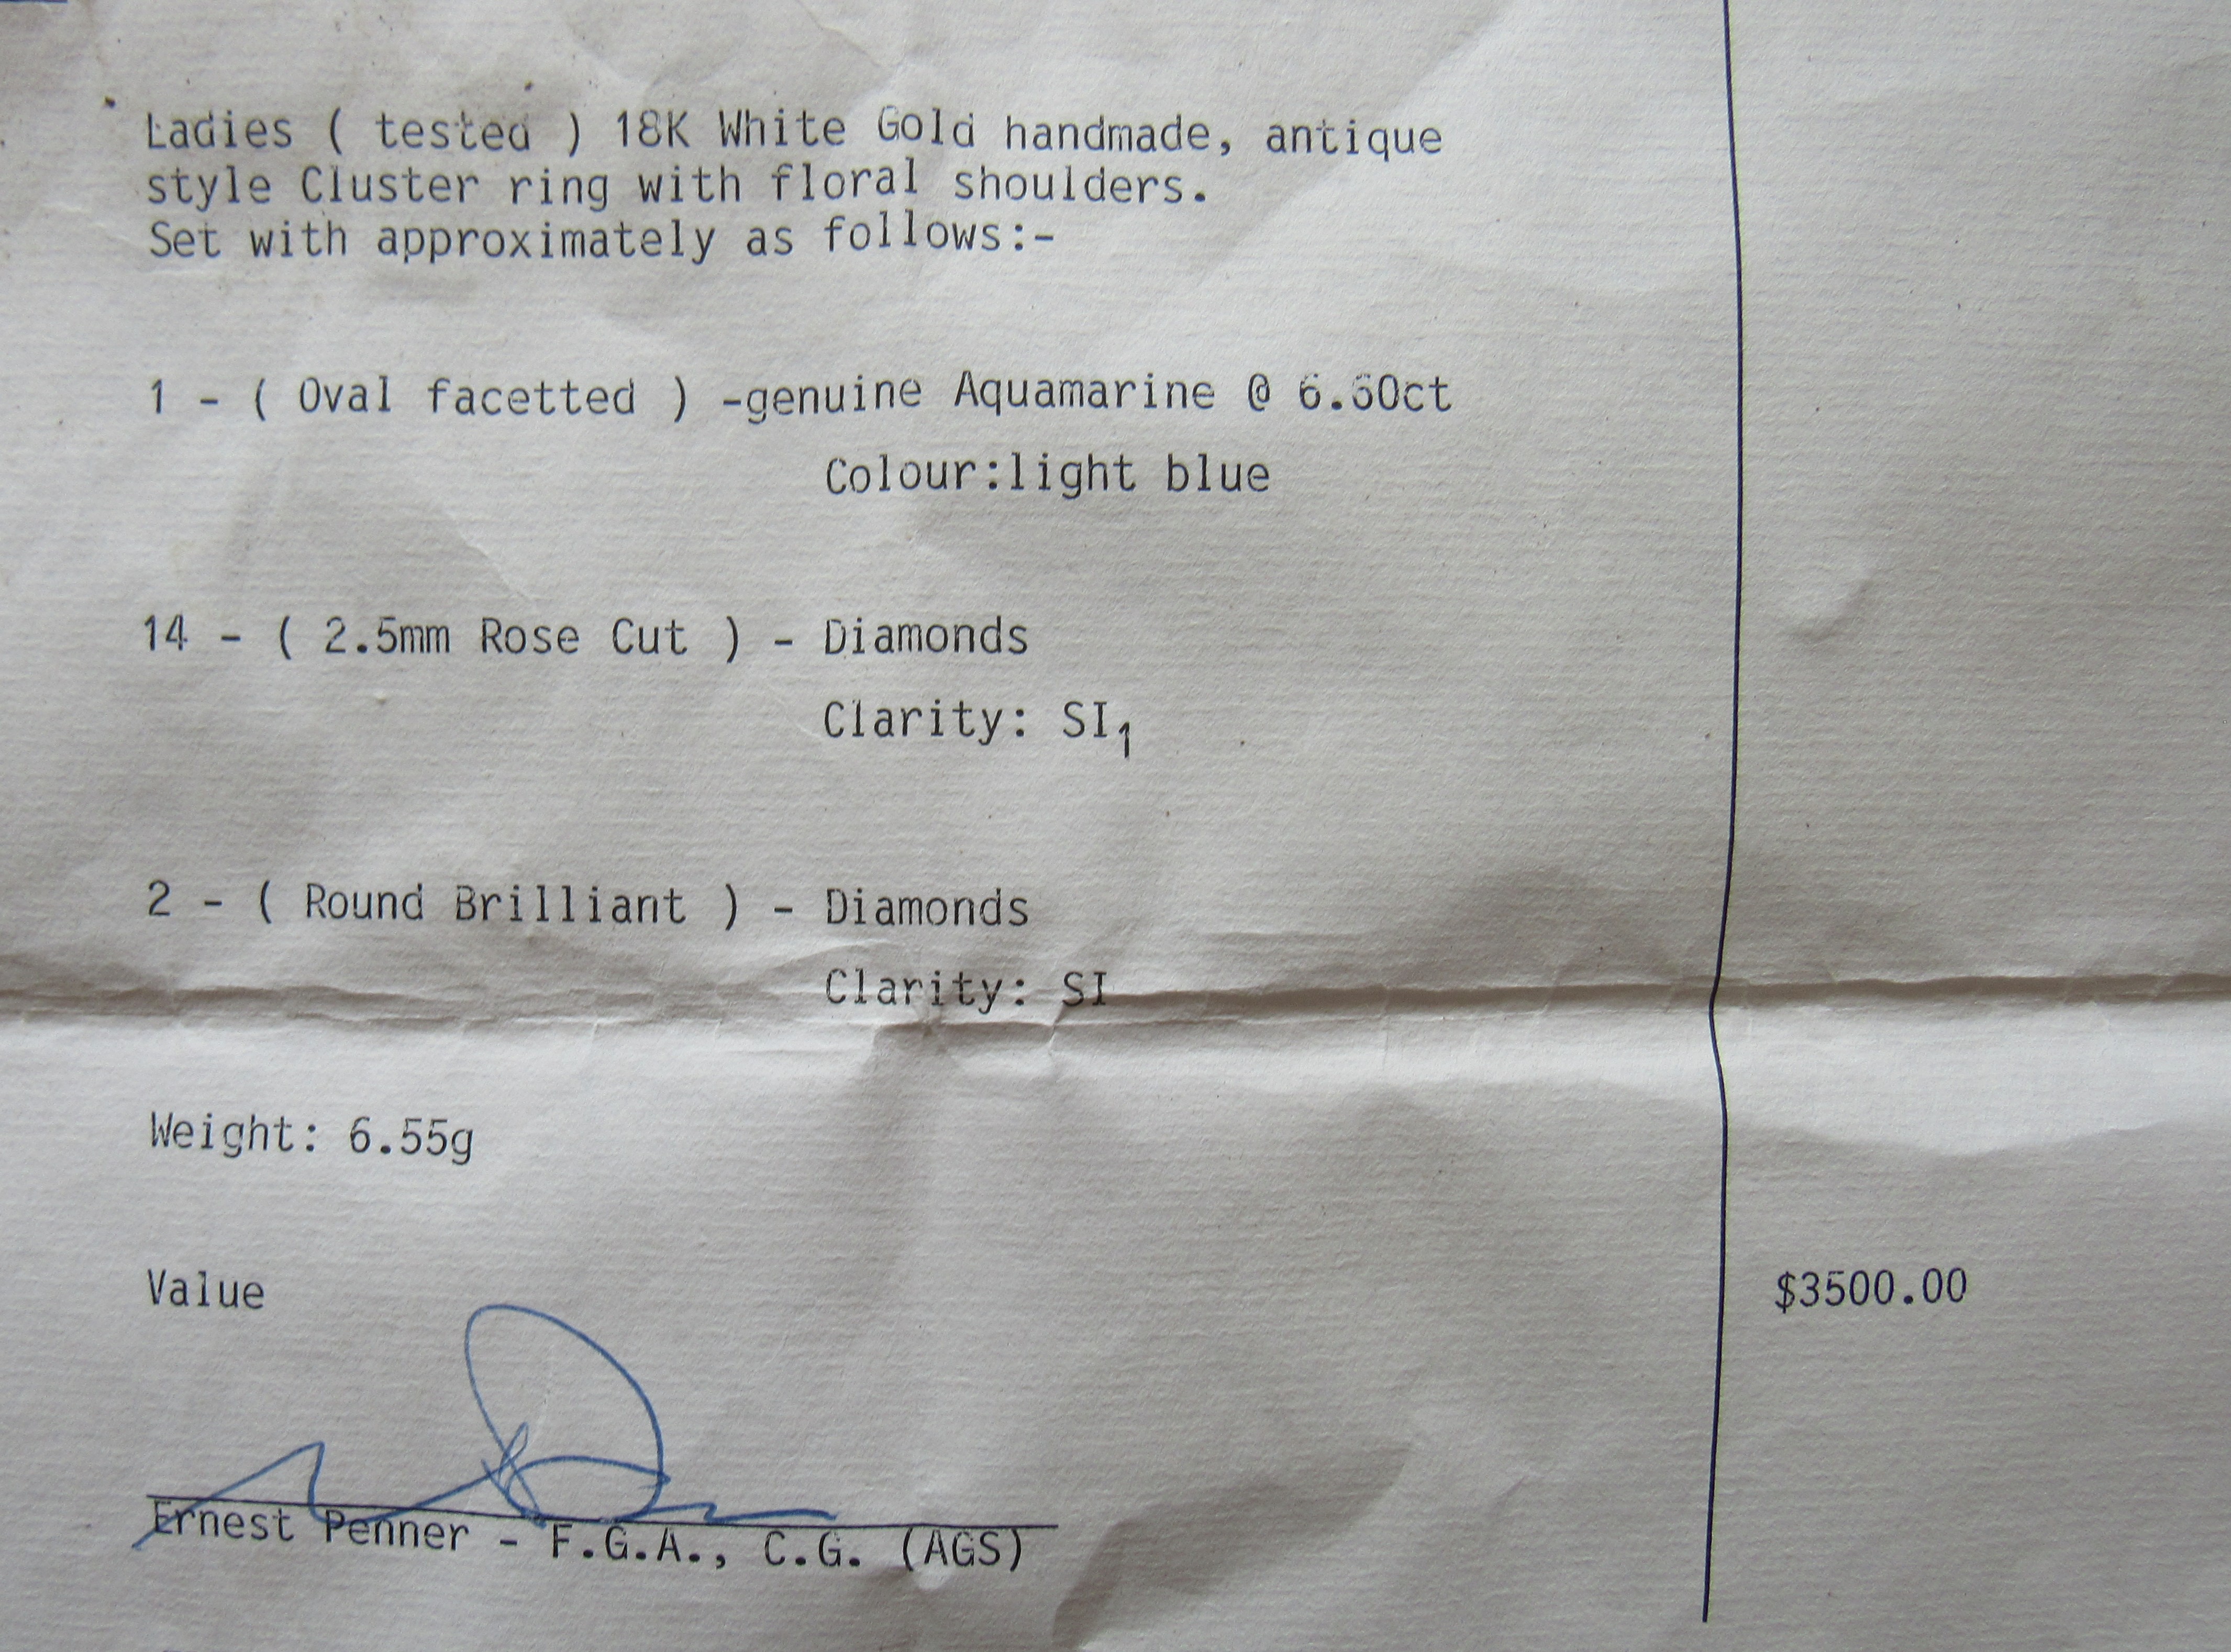 Ladies ( tested ) 18K White Gold handmade, antique
style Cluster ring with floral shoulders.
Set with approximately as follows:-
1 - ( Oval facetted ) -genuine Aquamarine @ 6.60ct
Colour:light blue
14 - ( 2.5mm Rose Cut ) - Diamonds
Clarity: SI₁
2 - ( Round Brilliant ) - Diamonds
Clarity: SI
Weight: 6.55g
Value $3500.00
Ernest Penner - F.G.A., C.G. (AGS)